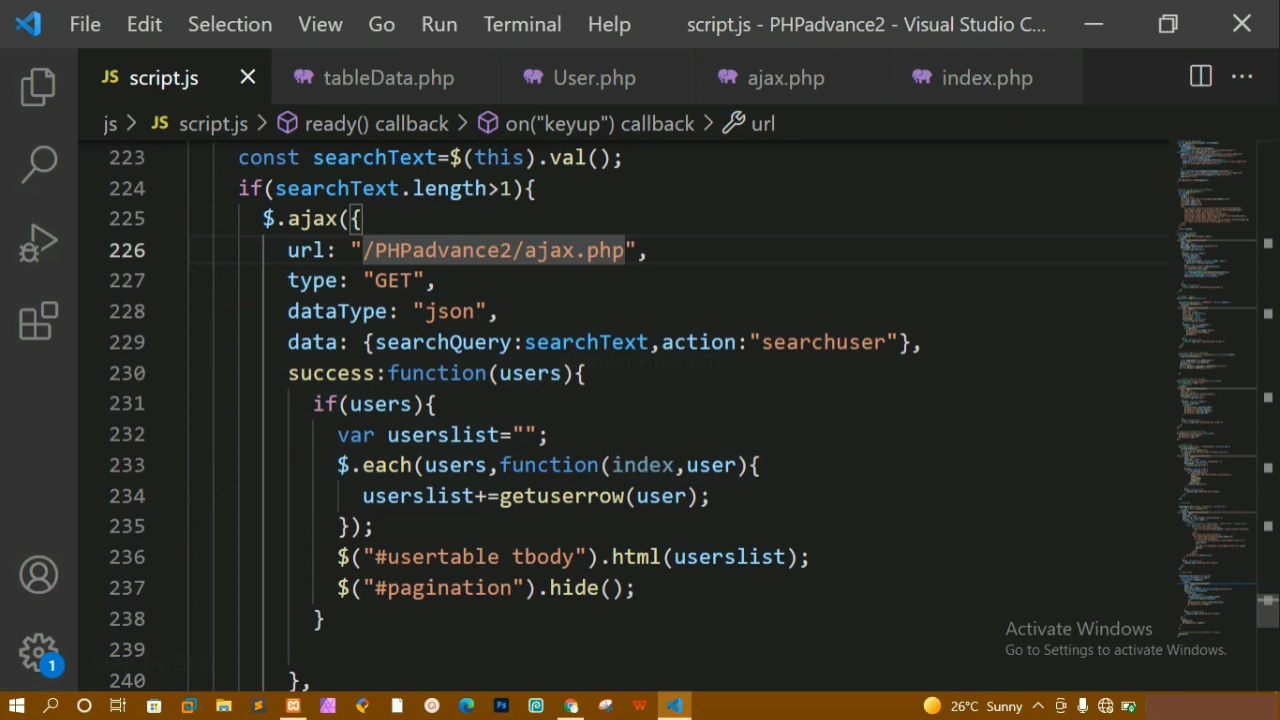 File Edit Selection View Go Run Terminal Help script.js - PHPadvance2 - Visual Studio C...
JS script.js tableData.php User.php ajax.php index.php
js > JS script.js > ready() callback > on("keyup") callback > url
223 const searchText=$(this).val();
224 if(searchText.length>1){
225 $.ajax({
226 url: "/PHPadvance2/ajax.php",
227 type: "GET",
228 dataType: "json",
229 data: {searchQuery:searchText,action:"searchuser"},
230 success:function(users){
231 if(users){
232 var userslist="";
233 $.each(users,function(index,user){
234 userslist+=getuserrow(user);
235 });
236 $("#usertable tbody").html(userslist);
237 $("#pagination").hide();
238 }
239
240 },
1
Step by Step
Activate Windows
Go to Settings to activate Windows.
26°C Sunny